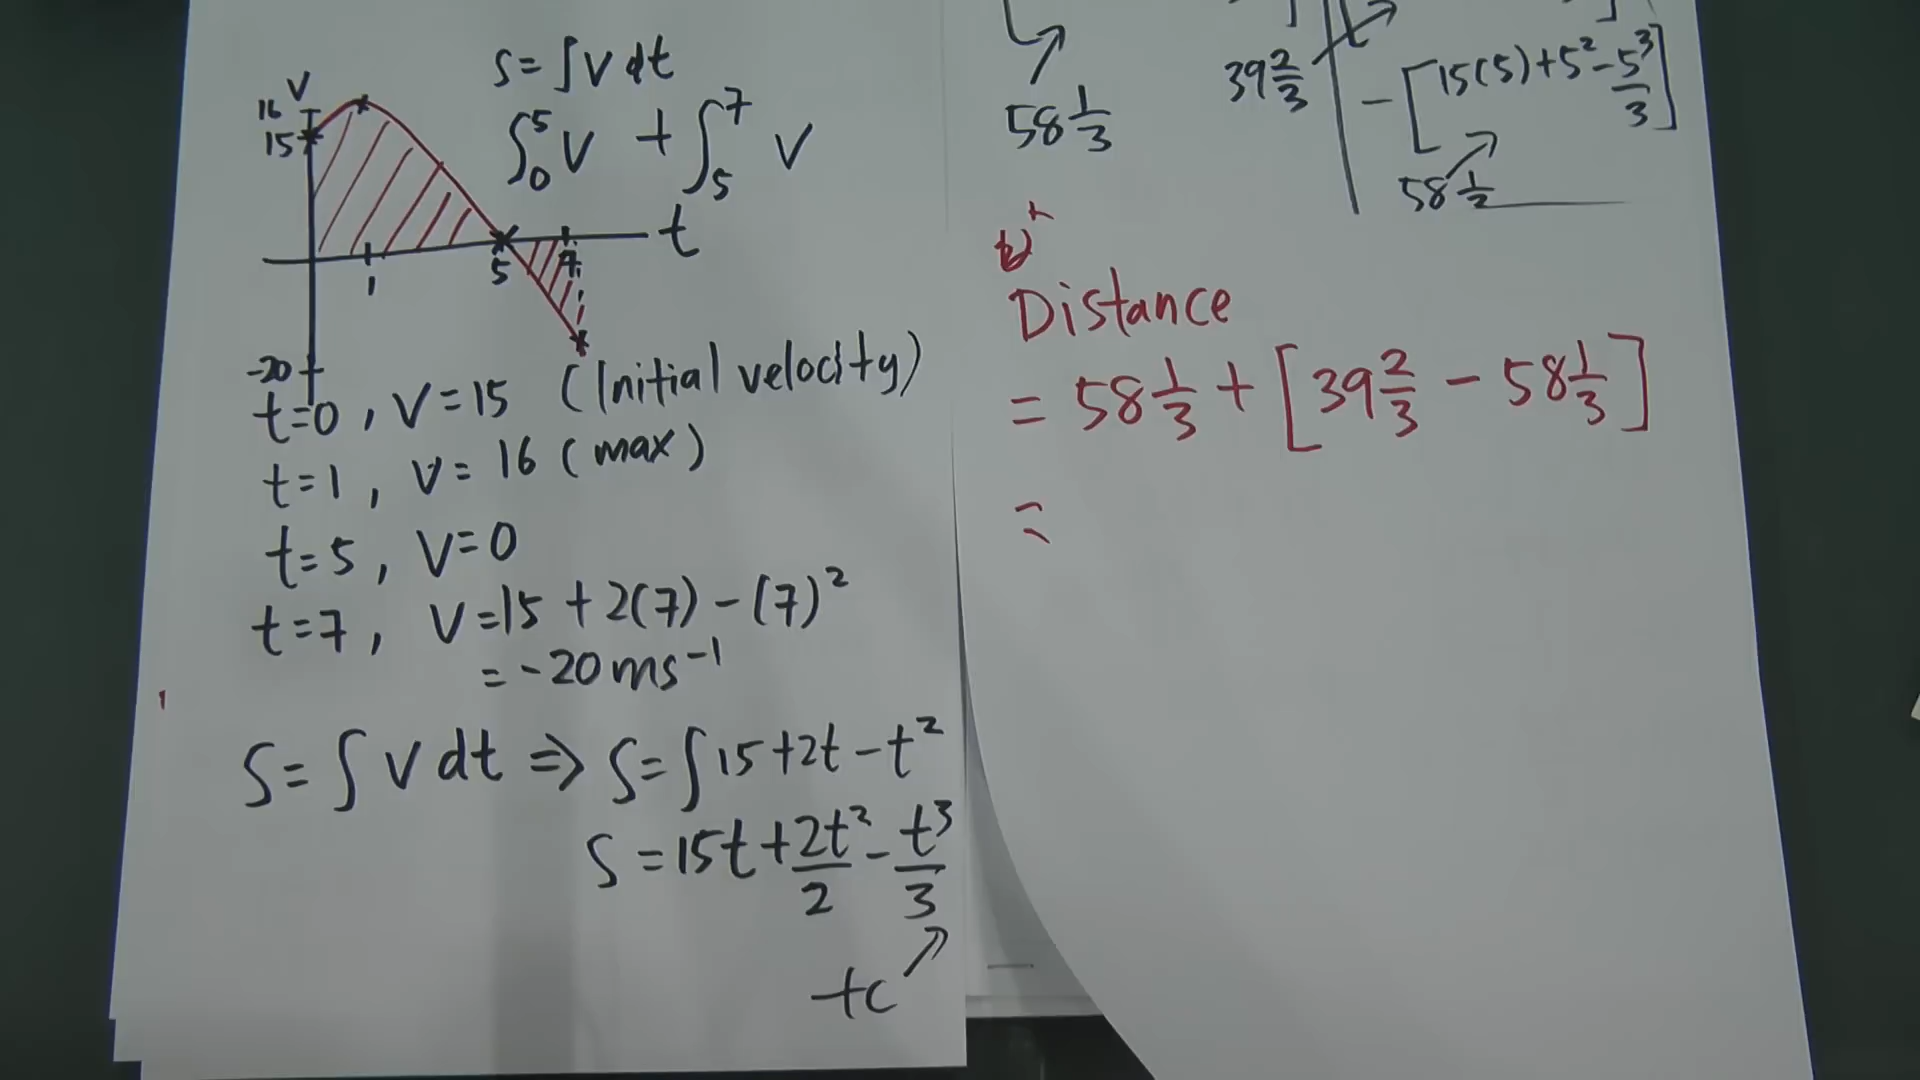 S = ∫ V dt
∫₀⁵ V + ∫₅⁷ V
V
16
15
t
1
5
7
-20
t=0, V=15 (Initial velocity)
t=1, V=16 (max)
t=5, V=0
t=7, V=15 + 2(7) - (7)²
= -20 ms⁻¹
S = ∫ V dt ⇒ S = ∫ 15 + 2t - t²
S = 15t + 2t²/2 - t³/3
+c
58 1/3
39 2/3
- [15(5) + 5² - 5³/3]
58 1/2
Distance
= 58 1/3 + [39 2/3 - 58 1/3]
=